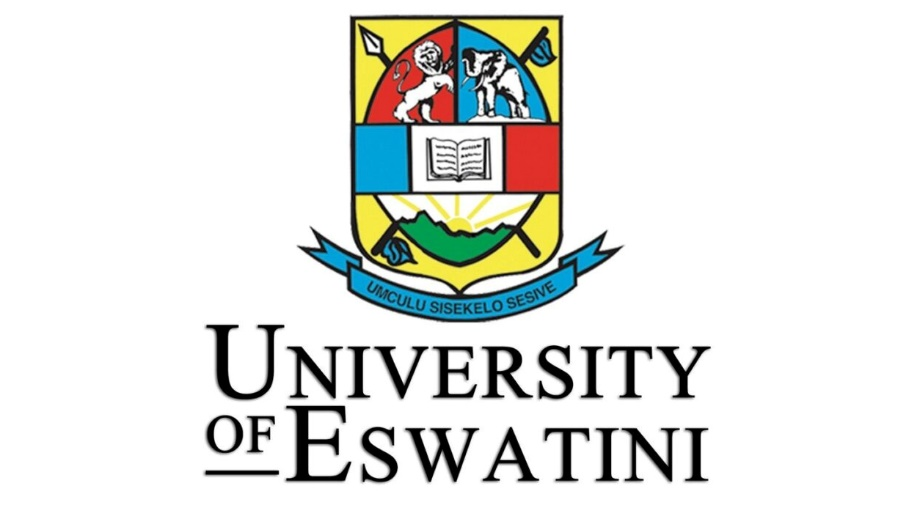 UMCULU SISEKELO SESIVE
UNIVERSITY
OF ESWATINI